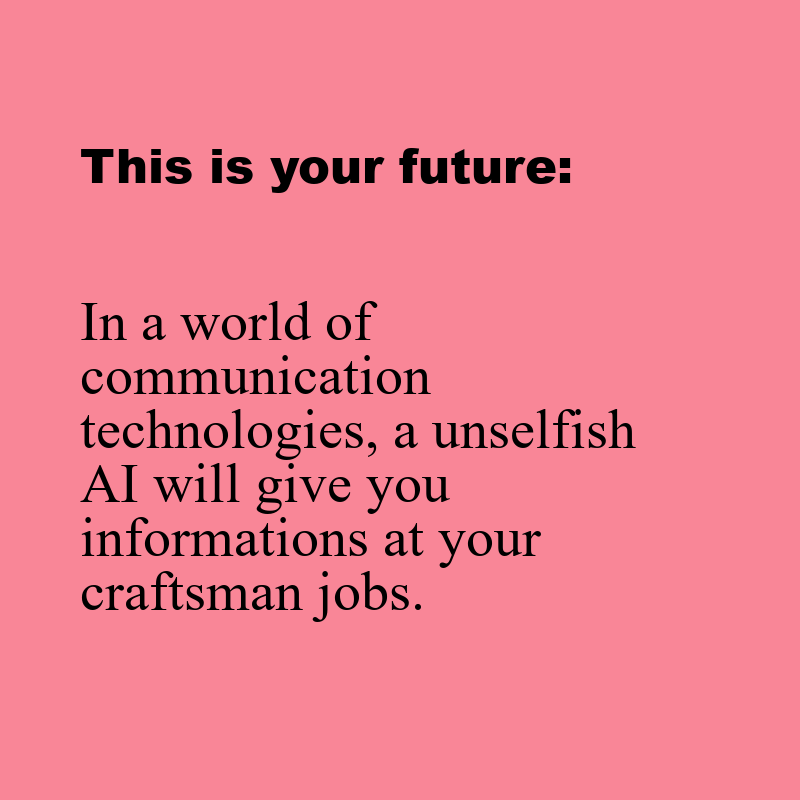 This is your future:
In a world of
communication
technologies, a unselfish
AI will give you
informations at your
craftsman jobs.